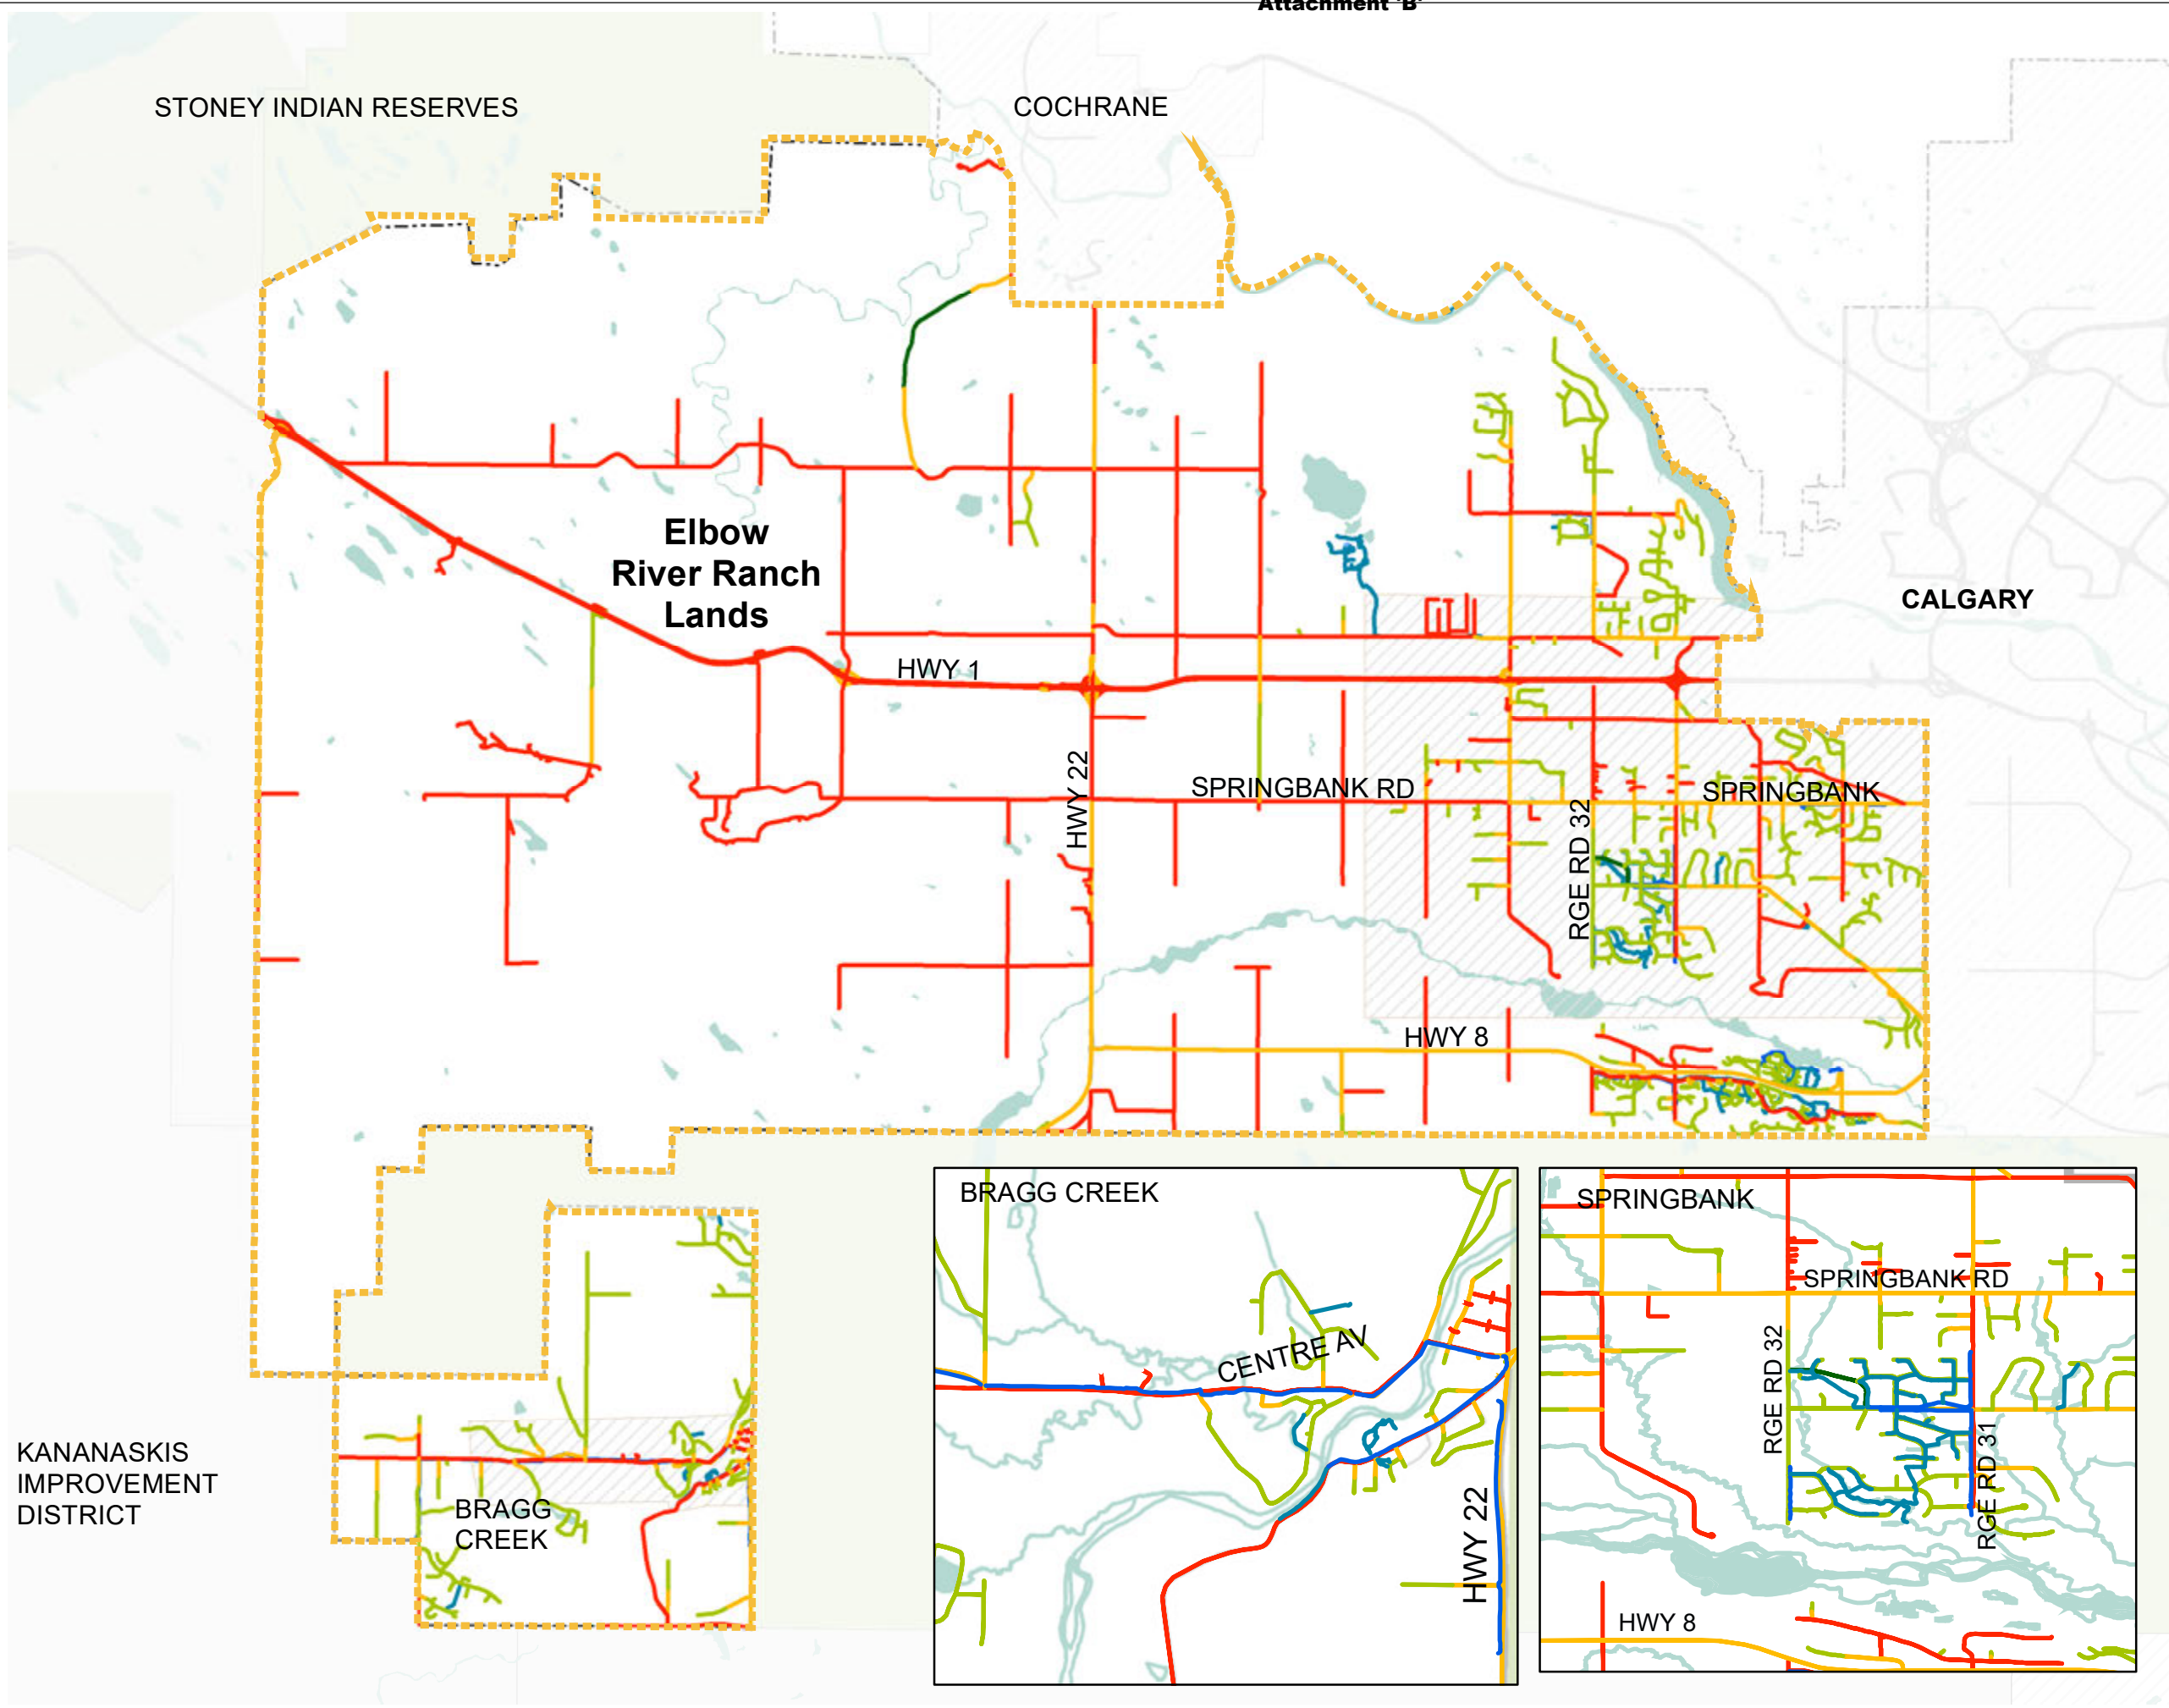 Attachment 'B'
STONEY INDIAN RESERVES
COCHRANE
Elbow
River Ranch
Lands
CALGARY
HWY 1
HWY 22
SPRINGBANK RD
SPRINGBANK
RGE RD 32
HWY 8
KANANASKIS
IMPROVEMENT
DISTRICT
BRAGG
CREEK
BRAGG CREEK
CENTRE AV
HWY 22
SPRINGBANK
SPRINGBANK RD
RGE RD 32
RGE RD 31
HWY 8